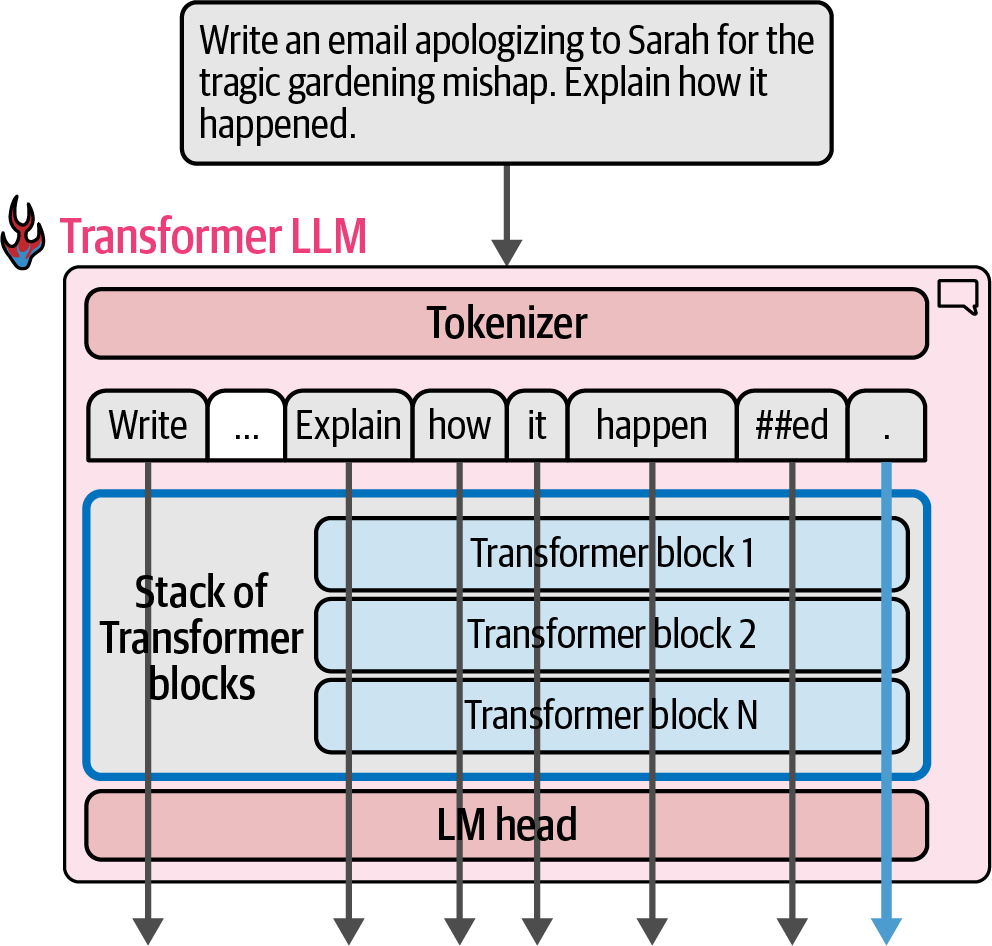 Write an email apologizing to Sarah for the
tragic gardening mishap. Explain how it
happened.
Transformer LLM
Tokenizer
Write ... Explain how it happen ##ed .
Stack of
Transformer
blocks
Transformer block 1
Transformer block 2
Transformer block N
LM head